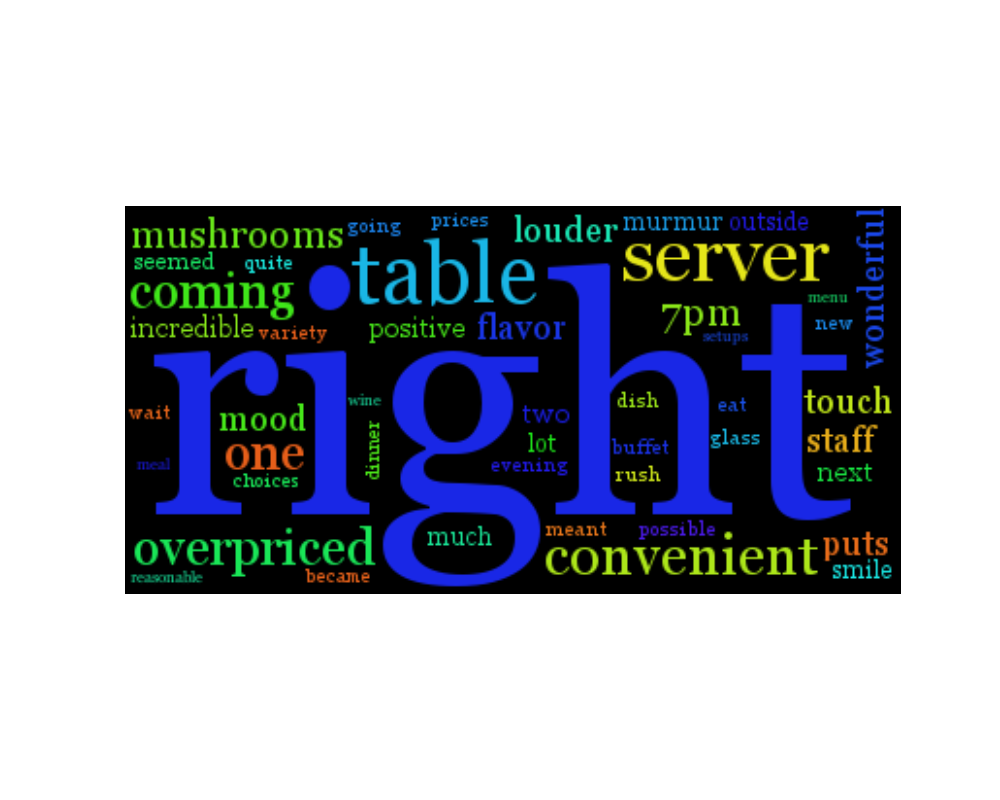 mushrooms
going
prices
louder
murmur
outside
wonderful
seemed
quite
table
server
coming
menu
incredible
variety
positive
flavor
7pm
new
setups
right
wait
mood
wine
two
dish
eat
touch
one
dinner
lot
buffet
glass
staff
meal
choices
evening
rush
next
overpriced
much
meant
possible
convenient
puts
reasonable
became
smile